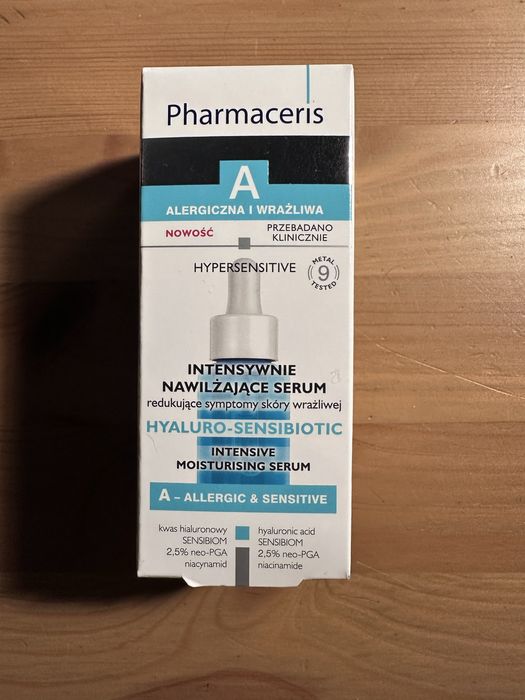 Pharmaceris
A
ALERGICZNA I WRAŻLIWA
NOWOŚĆ
PRZEBADANO
KLINICZNIE
HYPERSENSITIVE
METAL
9
TESTED
INTENSYWNIE
NAWILŻAJĄCE SERUM
redukujące symptomy skóry wrażliwej
HYALURO-SENSIBIOTIC
INTENSIVE
MOISTURISING SERUM
A – ALLERGIC & SENSITIVE
kwas hialuronowy
SENSIBIOM
2,5% neo-PGA
niacynamid
hyaluronic acid
SENSIBIOM
2,5% neo-PGA
niacinamide